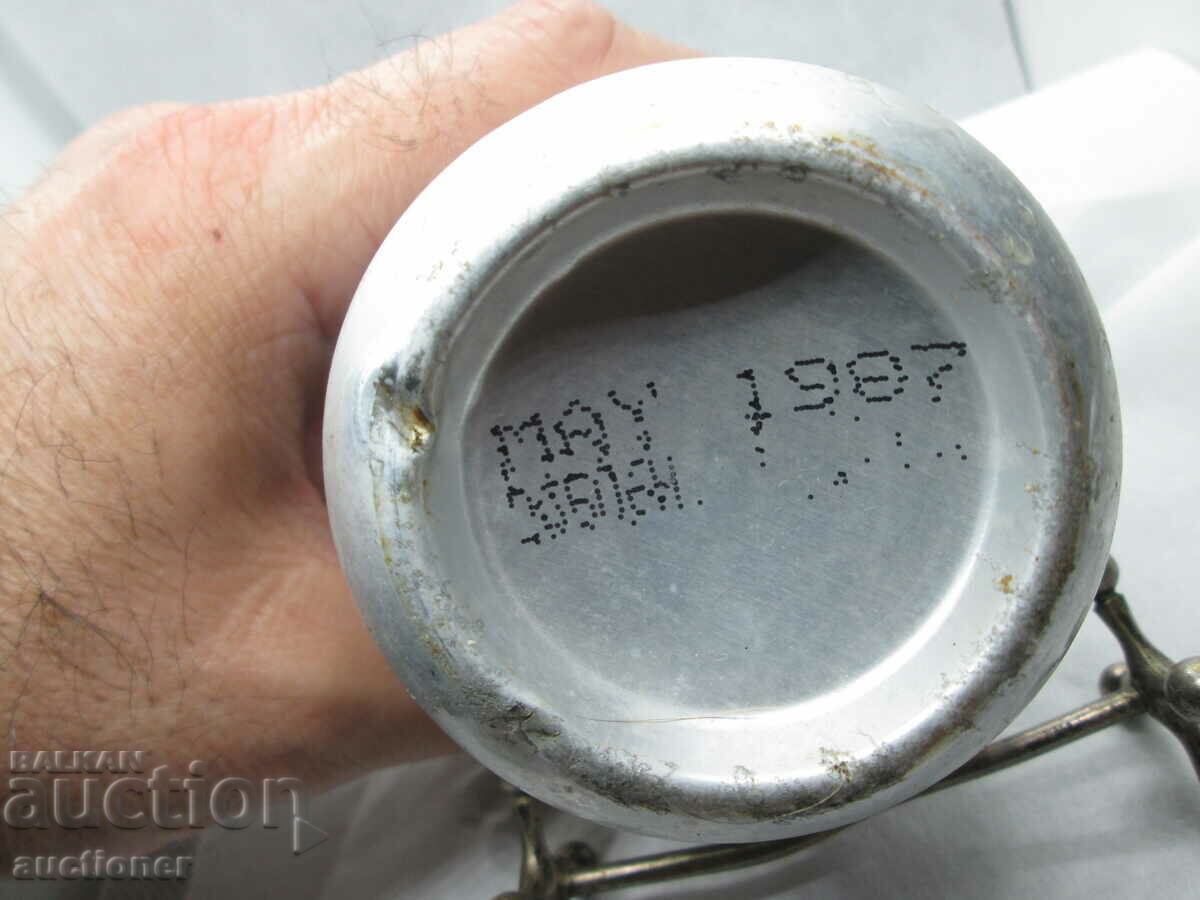 MAY 1987
BALKAN
auction
auctioner